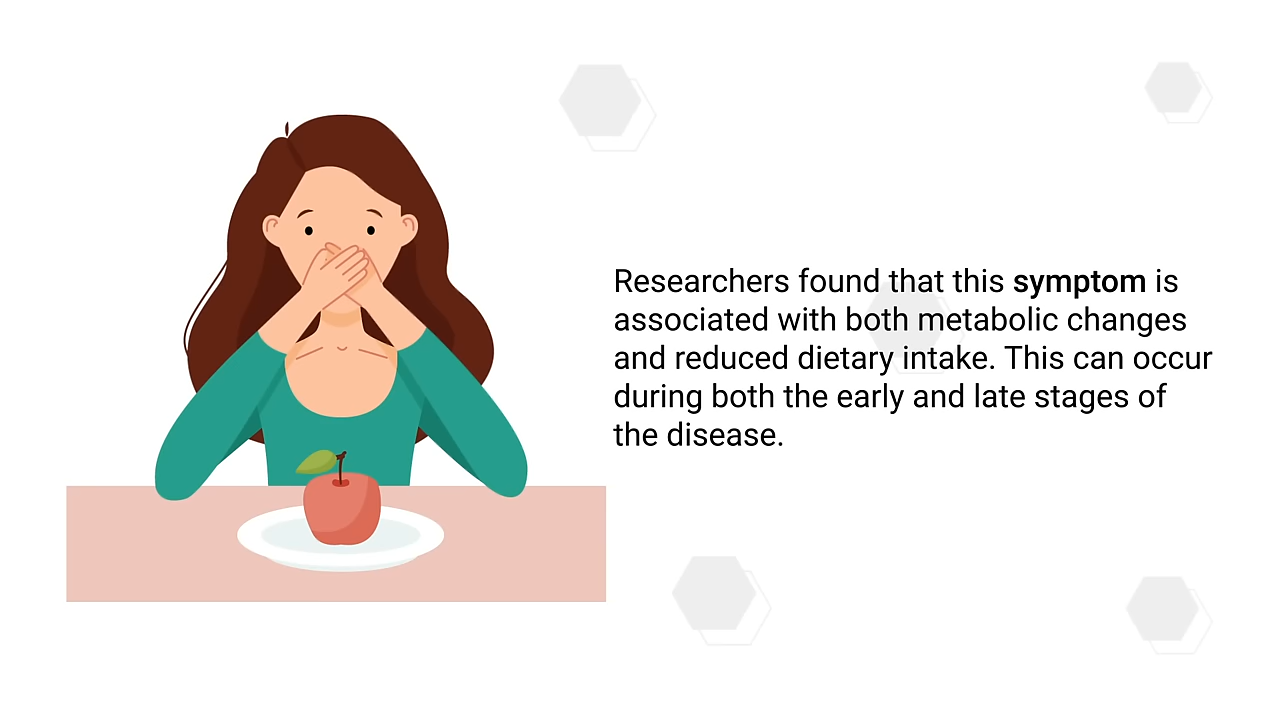 Researchers found that this symptom is
associated with both metabolic changes
and reduced dietary intake. This can occur
during both the early and late stages of
the disease.